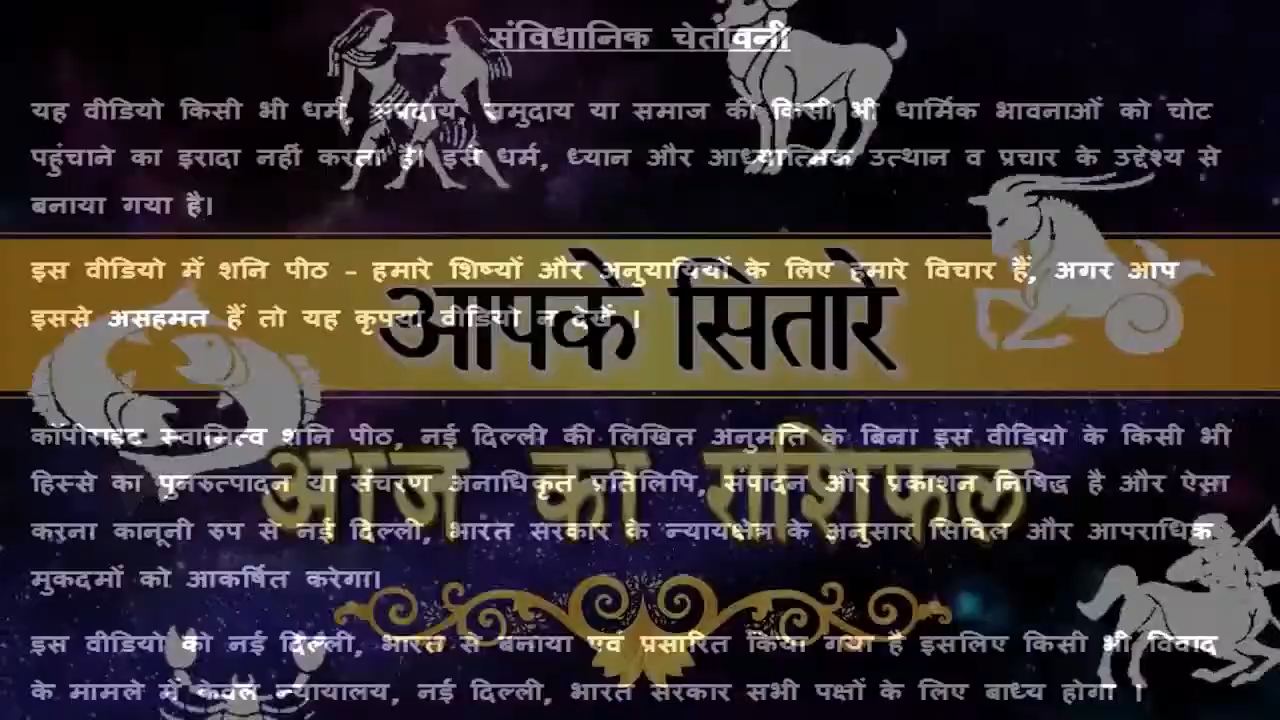 संविधानिक चेतावनी
यह वीडियो किसी भी धर्म, संप्रदाय, समुदाय या समाज की किसी भी धार्मिक भावनाओं को चोट
पहुंचाने का इरादा नहीं करता है। इसे धर्म, ध्यान और आध्यात्मिक उत्थान व प्रचार के उद्देश्य से
बनाया गया है।
इस वीडियो में शनि पीठ – हमारे शिष्यों और अनुयायियों के लिए हमारे विचार हैं, अगर आप
इससे असहमत हैं तो यह कृपया वीडियो न देखें ।
आपके सितारे
कॉपीराइट स्वामित्व शनि पीठ, नई दिल्ली की लिखित अनुमति के बिना इस वीडियो के किसी भी
आज का राशिफल
हिस्से का पुनरुत्पादन या संचरण अनाधिकृत प्रतिलिपि, संपादन और प्रकाशन निषिद्ध है और ऐसा
करना कानूनी रुप से नई दिल्ली, भारत सरकार के न्यायक्षेत्र के अनुसार सिविल और आपराधिक
मुकदमों को आकर्षित करेगा।
इस वीडियो को नई दिल्ली, भारत से बनाया एवं प्रसारित किया गया है इसलिए किसी भी विवाद
के मामले में केवल न्यायालय, नई दिल्ली, भारत सरकार सभी पक्षों के लिए बाध्य होगा ।